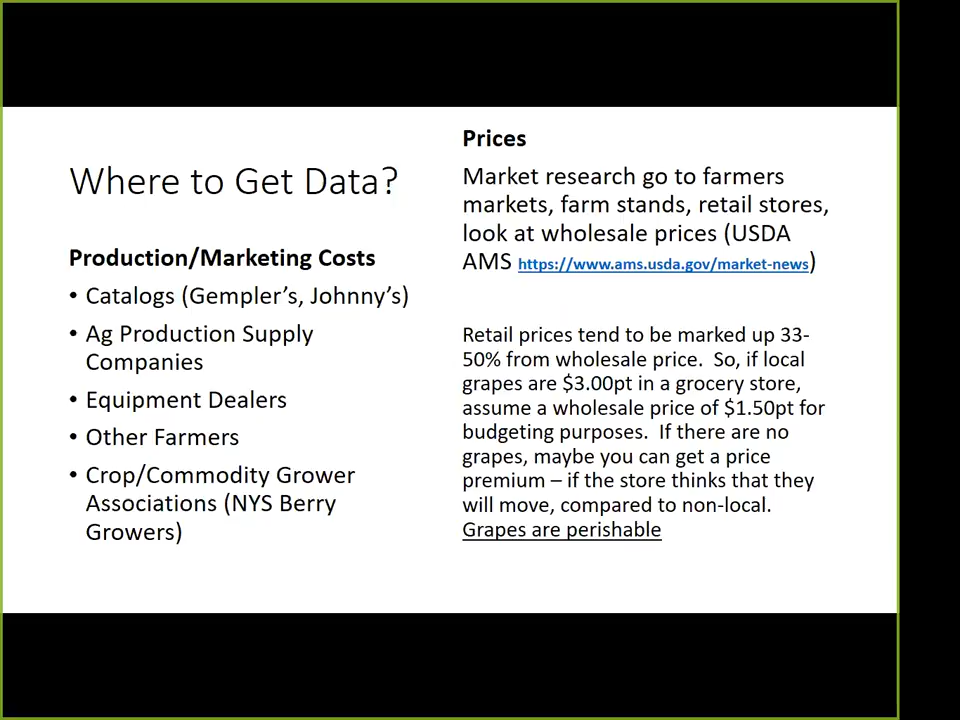 Where to Get Data?
Production/Marketing Costs
• Catalogs (Gempler's, Johnny's)
• Ag Production Supply
Companies
• Equipment Dealers
• Other Farmers
• Crop/Commodity Grower
Associations (NYS Berry
Growers)
Prices
Market research go to farmers
markets, farm stands, retail stores,
look at wholesale prices (USDA
AMS https://www.ams.usda.gov/market-news)
Retail prices tend to be marked up 33-
50% from wholesale price.  So, if local
grapes are $3.00pt in a grocery store,
assume a wholesale price of $1.50pt for
budgeting purposes.  If there are no
grapes, maybe you can get a price
premium – if the store thinks that they
will move, compared to non-local.
Grapes are perishable